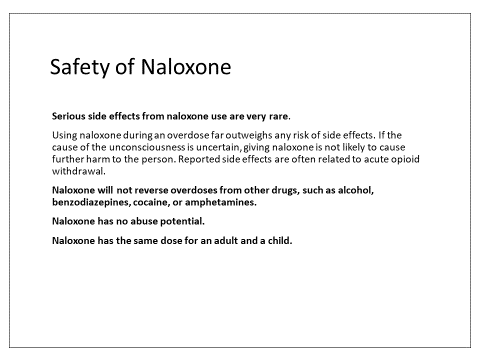 Safety of Naloxone
Serious side effects from naloxone use are very rare.
Using naloxone during an overdose far outweighs any risk of side effects. If the
cause of the unconsciousness is uncertain, giving naloxone is not likely to cause
further harm to the person. Reported side effects are often related to acute opioid
withdrawal.
Naloxone will not reverse overdoses from other drugs, such as alcohol,
benzodiazepines, cocaine, or amphetamines.
Naloxone has no abuse potential.
Naloxone has the same dose for an adult and a child.